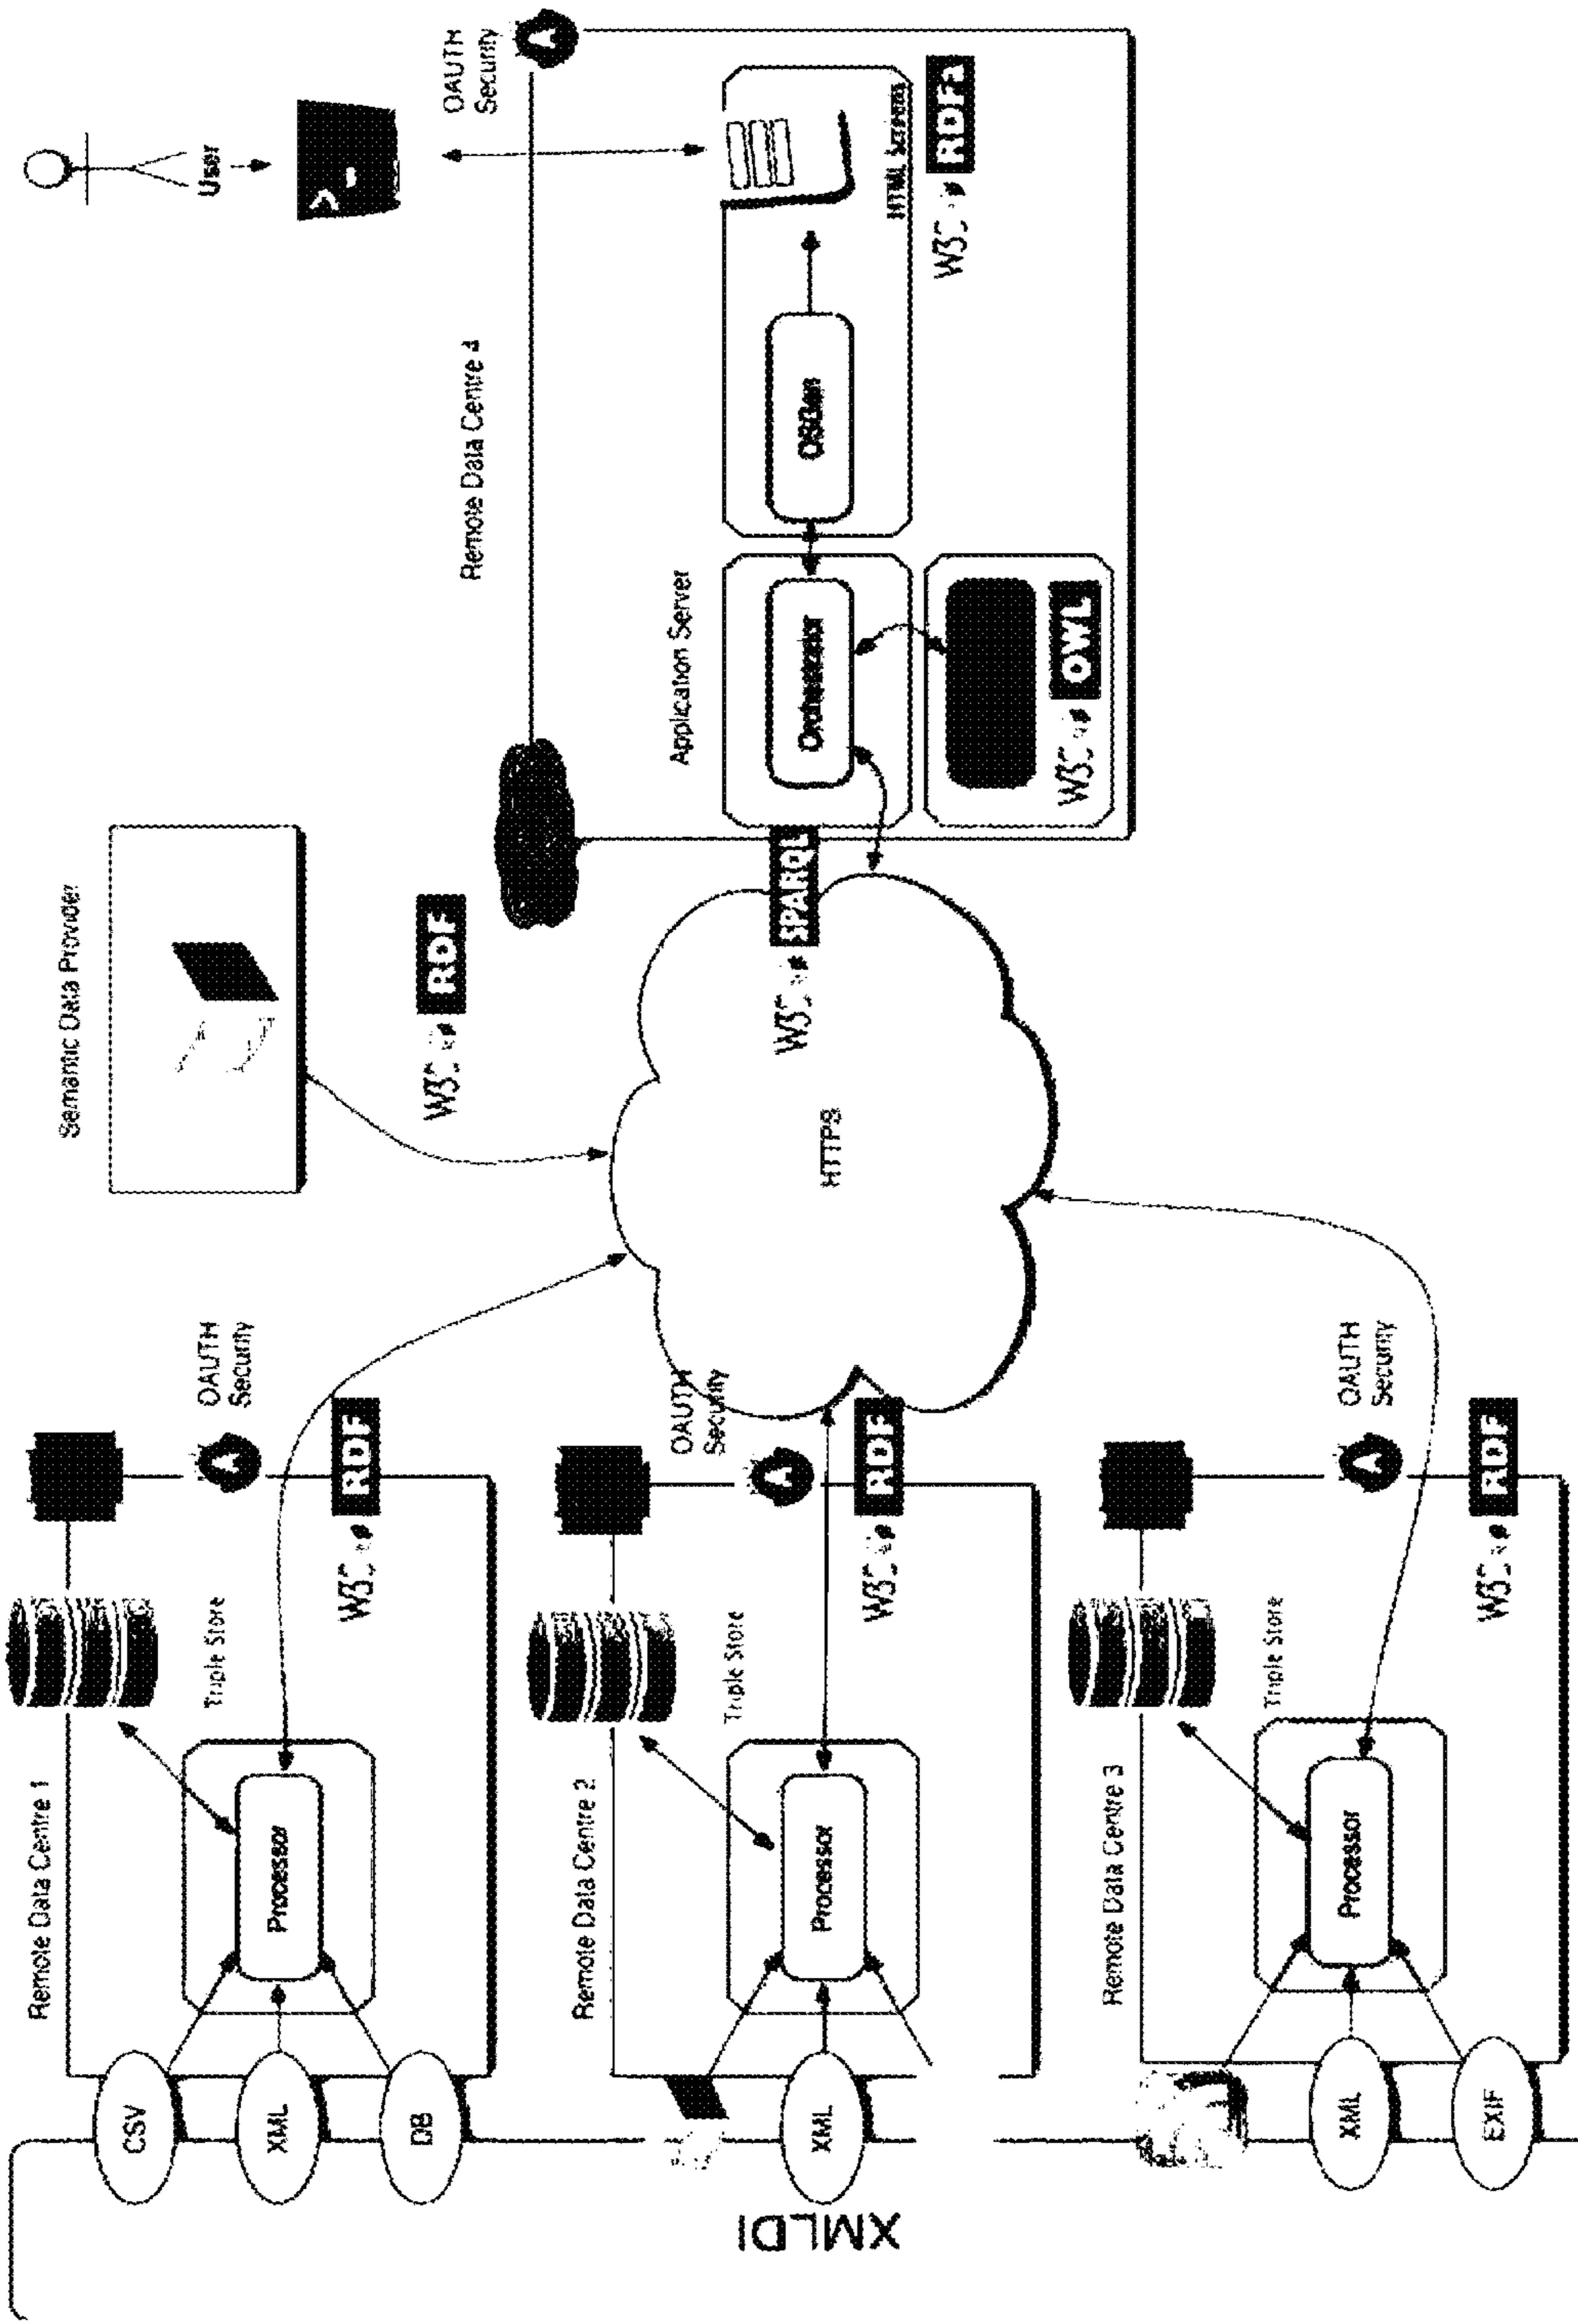 XMLDI
Remote Data Centre 1
CSV
XML
DB
Processor
Triple Store
OAUTH
Security
RDF
Remote Data Centre 2
XML
Processor
Triple Store
OAUTH
Security
RDF
Remote Data Centre 3
XML
EXIF
Processor
Triple Store
OAUTH
Security
RDF
Semantic Data Provider
RDF
HTTPS
SPARQL
Remote Data Centre 4
Application Server
Orchestrator
OWL
HTML Screens
RDFa
OAUTH
Security
User